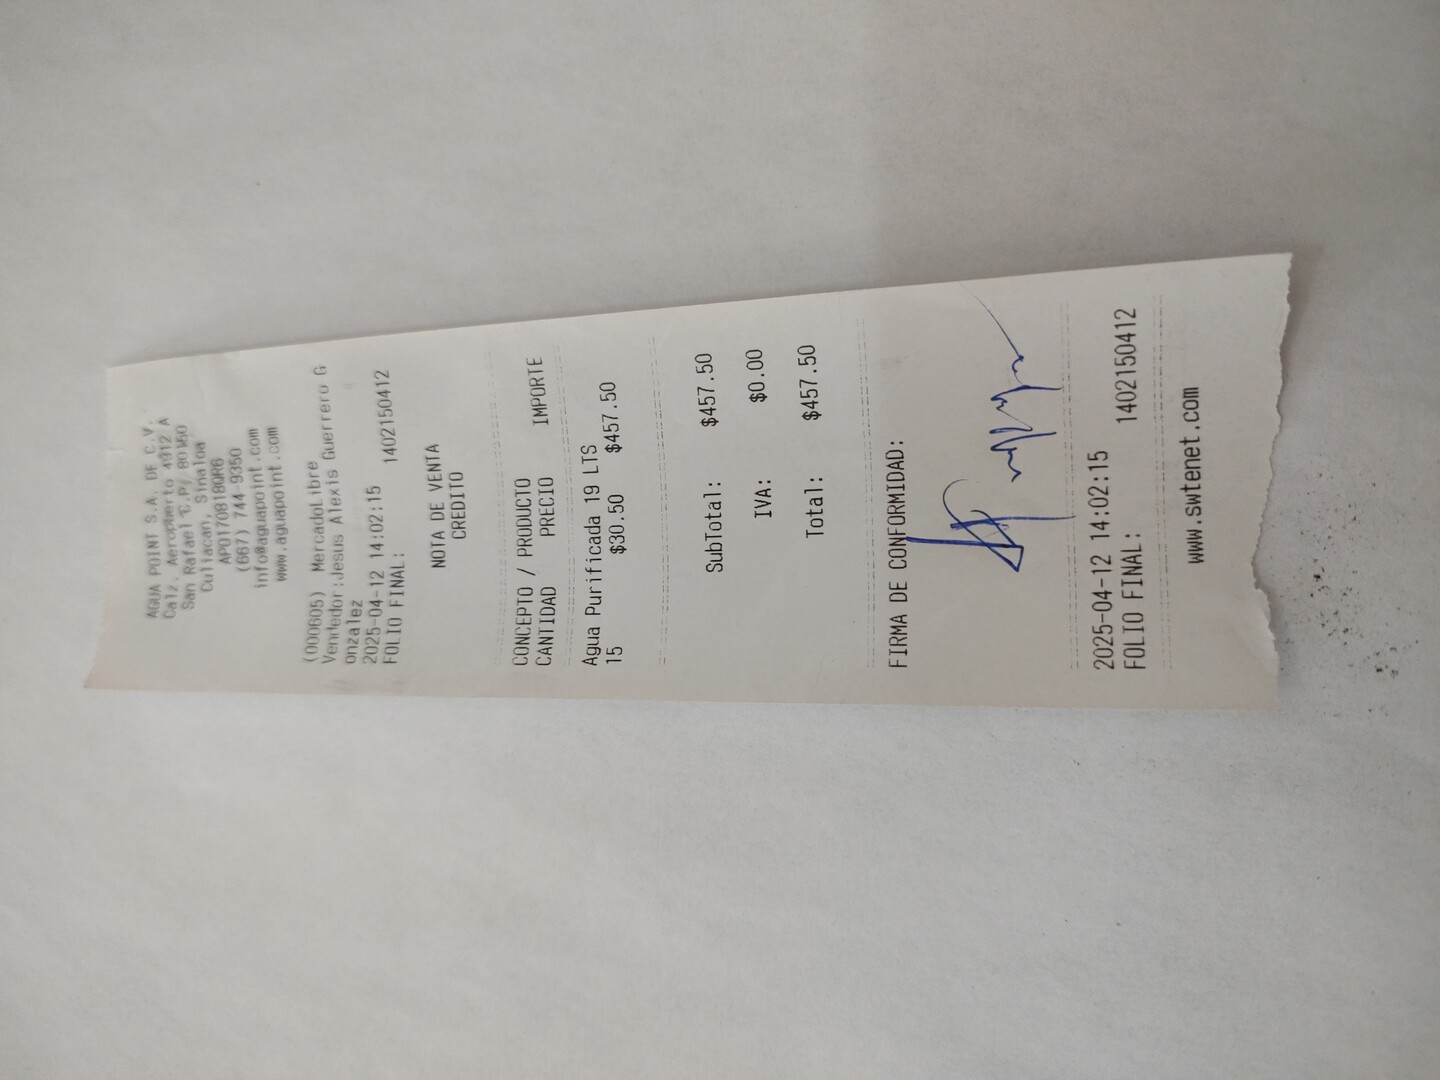 AGUA POINT S.A. DE C.V.
Calz. Aeropuerto 4912 A
San Rafael C.P. 80150
Culiacan, Sinaloa
APO170818QR6
(667) 744-9350
info@aguapoint.com
www.aguapoint.com
(000605) MercadoLibre
Vendedor:Jesus Alexis Guerrero G
onzalez
2025-04-12 14:02:15
FOLIO FINAL: 1402150412
NOTA DE VENTA
CREDITO
CONCEPTO / PRODUCTO
CANTIDAD PRECIO IMPORTE
Agua Purificada 19 LTS
15 $30.50 $457.50
SubTotal: $457.50
IVA: $0.00
Total: $457.50
FIRMA DE CONFORMIDAD:
2025-04-12 14:02:15
FOLIO FINAL: 1402150412
www.swtenet.com